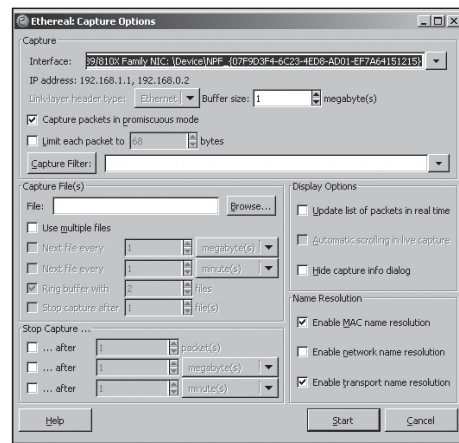 Ethereal: Capture Options
Capture
Interface: 39/810X Family NIC: \Device\NPF_{07F9D3F4-6C23-4ED8-AD01-EF7A64151215}
IP address: 192.168.1.1, 192.168.0.2
Link-layer header type: Ethernet Buffer size: 1 megabyte(s)
Capture packets in promiscuous mode
Limit each packet to 68 bytes
Capture Filter:
Capture File(s)
File: Browse...
Use multiple files
Next file every 1 megabyte(s)
Next file every 1 minute(s)
Ring buffer with 2 files
Stop capture after 1 file(s)
Stop Capture ...
... after 1 packet(s)
... after 1 megabyte(s)
... after 1 minute(s)
Display Options
Update list of packets in real time
Automatic scrolling in live capture
Hide capture info dialog
Name Resolution
Enable MAC name resolution
Enable network name resolution
Enable transport name resolution
Help Start Cancel